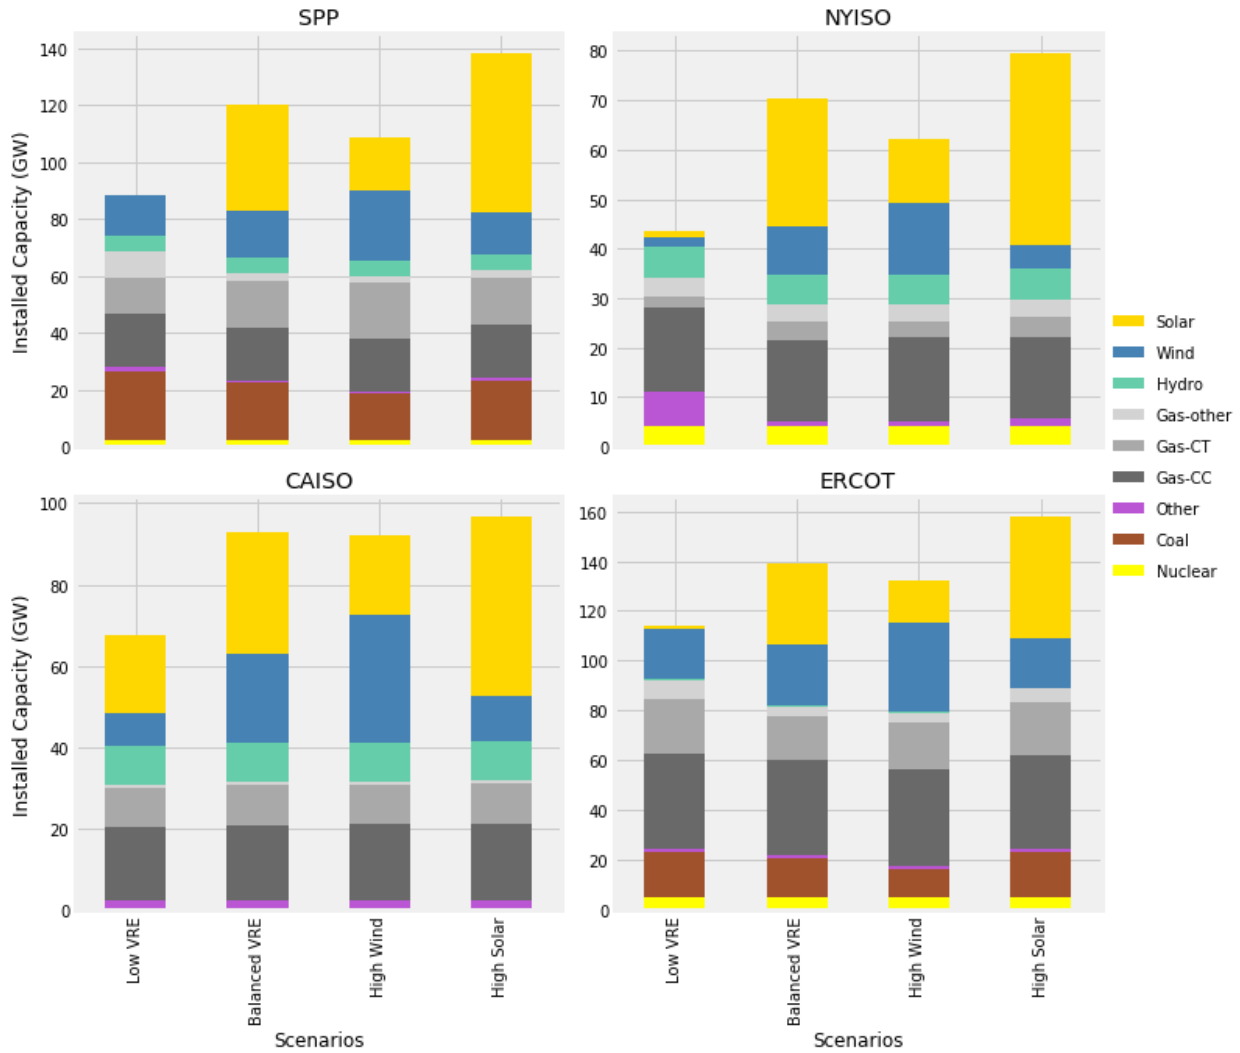 SPP
NYISO
Installed Capacity (GW)
140
120
100
80
60
40
20
0
80
70
60
50
40
30
20
10
0
Solar
Wind
Hydro
Gas-other
Gas-CT
Gas-CC
Other
Coal
Nuclear
CAISO
ERCOT
Installed Capacity (GW)
100
80
60
40
20
0
160
140
120
100
80
60
40
20
0
Low VRE
Balanced VRE
High Wind
High Solar
Low VRE
Balanced VRE
High Wind
High Solar
Scenarios
Scenarios